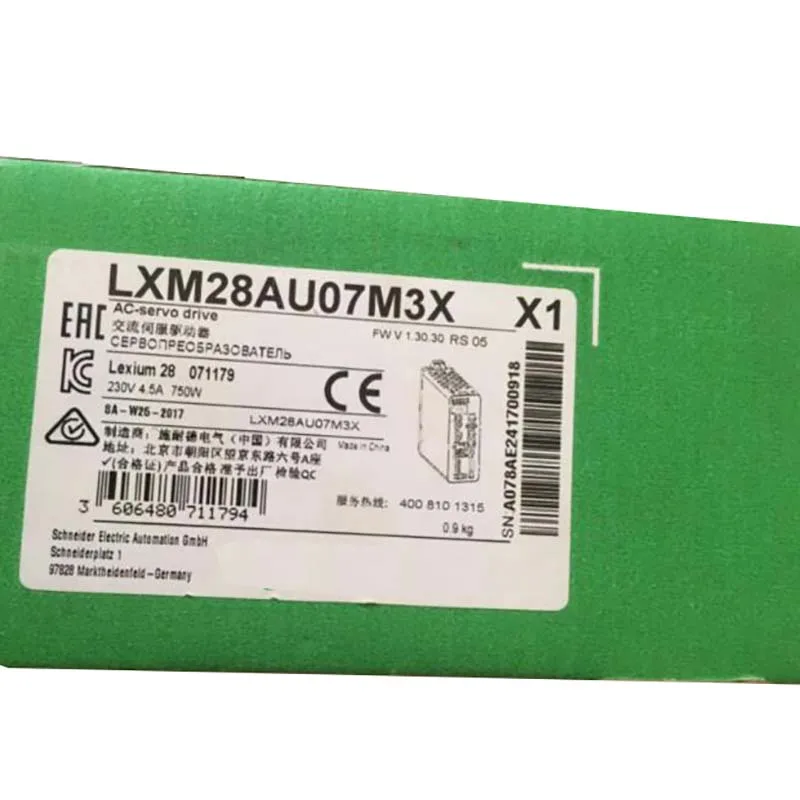 LXM28AU07M3X X1
AC-servo drive
交流伺服驱动器
FW V 1.30.30 RS 05
СЕРВОПРЕОБРАЗОВАТЕЛЬ
EAC
Lexium 28 071179
230V 4.5A 750W
CE
8A-W26-2017
LXM28AU07M3X
制造商: 施耐德电气(中国)有限公司 Made in China
地址: 北京市朝阳区望京东路六号A座
✓(合格证)产品合格 准予出厂 检验QC
3 606480 711794
服务热线: 400 810 1315
0.9 kg
Schneider Electric Automation GmbH
Schneiderplatz 1
97828 Marktheidenfeld-Germany
SN:A078AE241700918